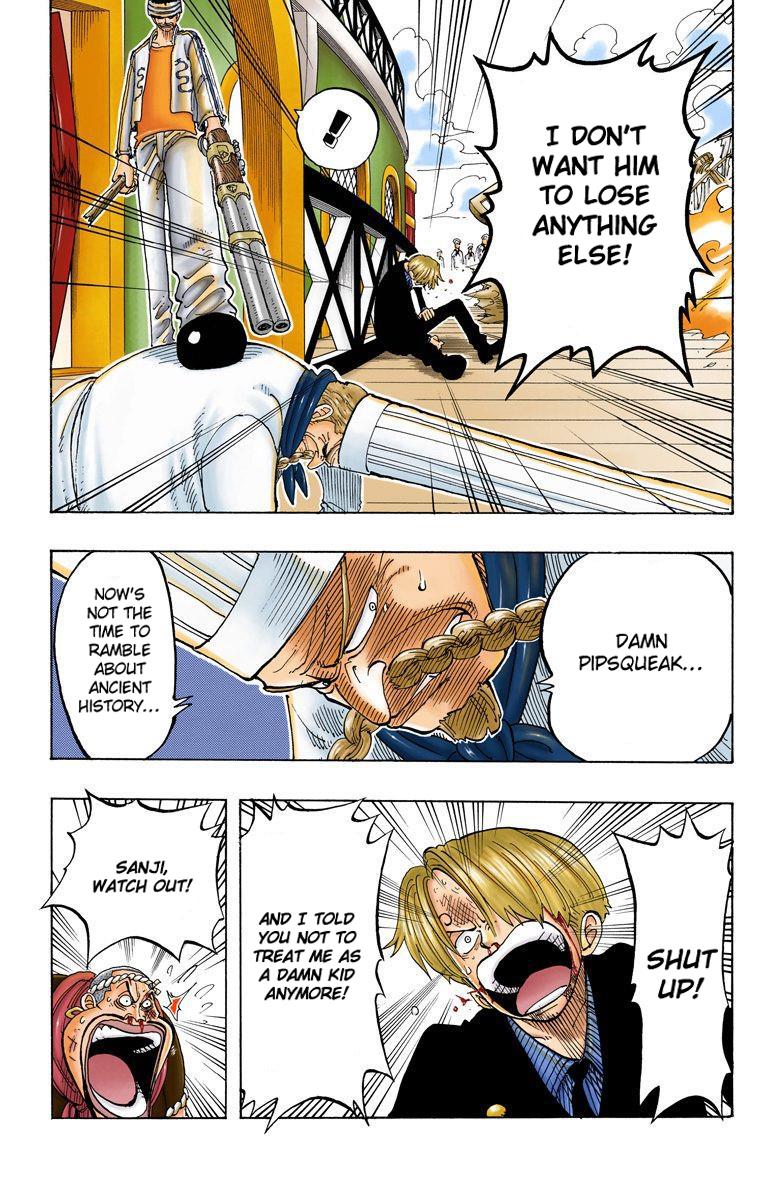 !!
I DON'T
WANT HIM
TO LOSE
ANYTHING
ELSE!
DAMN
PIPSQUEAK...
NOW'S
NOT THE
TIME TO
RAMBLE
ABOUT
ANCIENT
HISTORY...
SHUT
UP!
AND I TOLD
YOU NOT TO
TREAT ME AS
A DAMN KID
ANYMORE!
SANJI,
WATCH OUT!